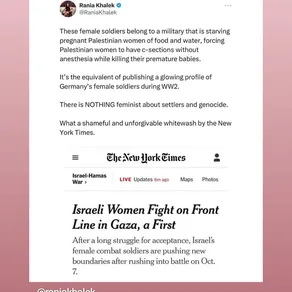 Rania Khalek
@RaniaKhalek
These female soldiers belong to a military that is starving
pregnant Palestinian women of food and water, forcing
Palestinian women to have c-sections without
anesthesia while killing their premature babies.
It's the equivalent of publishing a glowing profile of
Germany's female soldiers during WW2.
There is NOTHING feminist about settlers and genocide.
What a shameful and unforgivable whitewash by the New
York Times.
The New York Times
Israel-Hamas
War >
LIVE Updates 6m ago Maps Photos
Israeli Women Fight on Front
Line in Gaza, a First
After a long struggle for acceptance, Israel's
female combat soldiers are pushing new
boundaries after rushing into battle on Oct.
7.
@raniekhalek